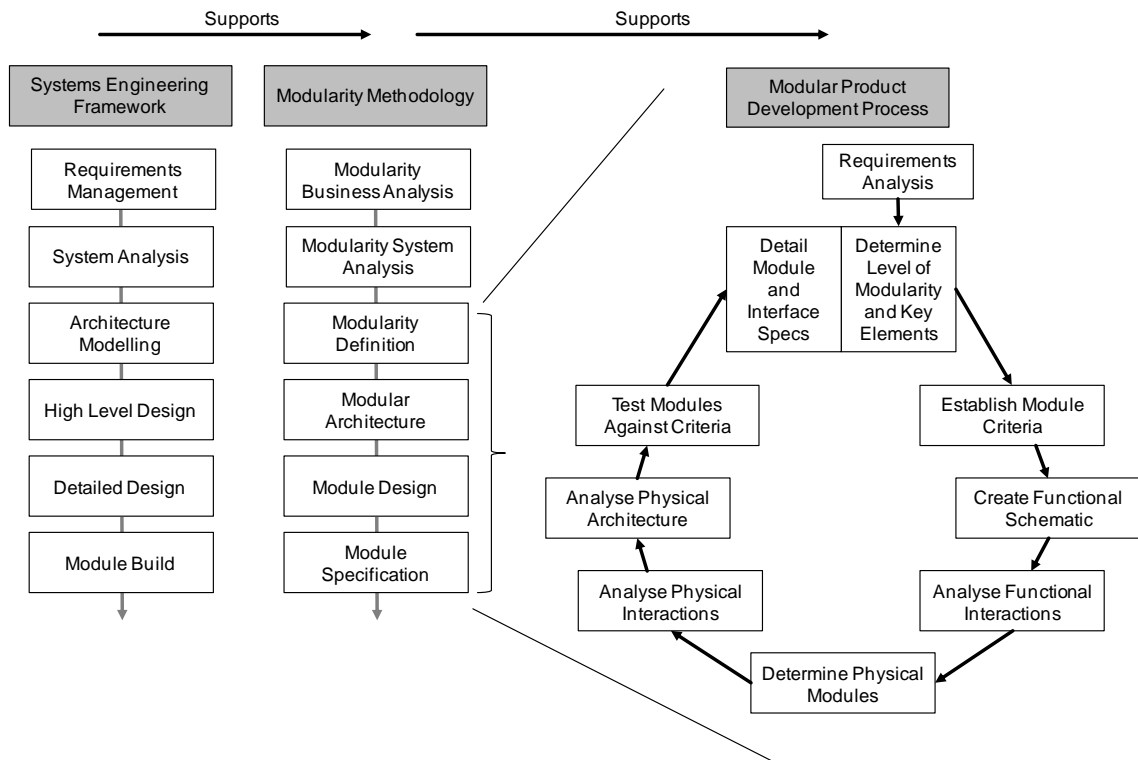 Supports
Supports
Systems Engineering
Framework
Modularity Methodology
Modular Product
Development Process
Requirements
Management
System Analysis
Architecture
Modelling
High Level Design
Detailed Design
Module Build
Modularity
Business Analysis
Modularity System
Analysis
Modularity
Definition
Modular
Architecture
Module Design
Module
Specification
Requirements
Analysis
Detail
Module
and
Interface
Specs
Determine
Level of
Modularity
and Key
Elements
Establish Module
Criteria
Create Functional
Schematic
Analyse Functional
Interactions
Determine Physical
Modules
Analyse Physical
Interactions
Analyse Physical
Architecture
Test Modules
Against Criteria